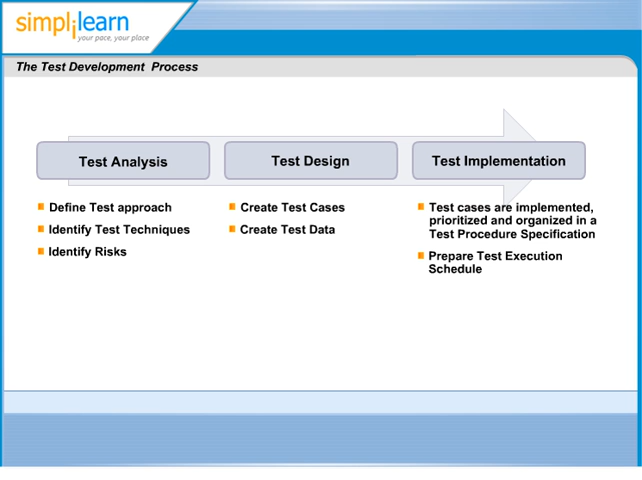 simplilearn
your pace, your place
The Test Development Process
Test Analysis
Test Design
Test Implementation
Define Test approach
Identify Test Techniques
Identify Risks
Create Test Cases
Create Test Data
Test cases are implemented,
prioritized and organized in a
Test Procedure Specification
Prepare Test Execution
Schedule